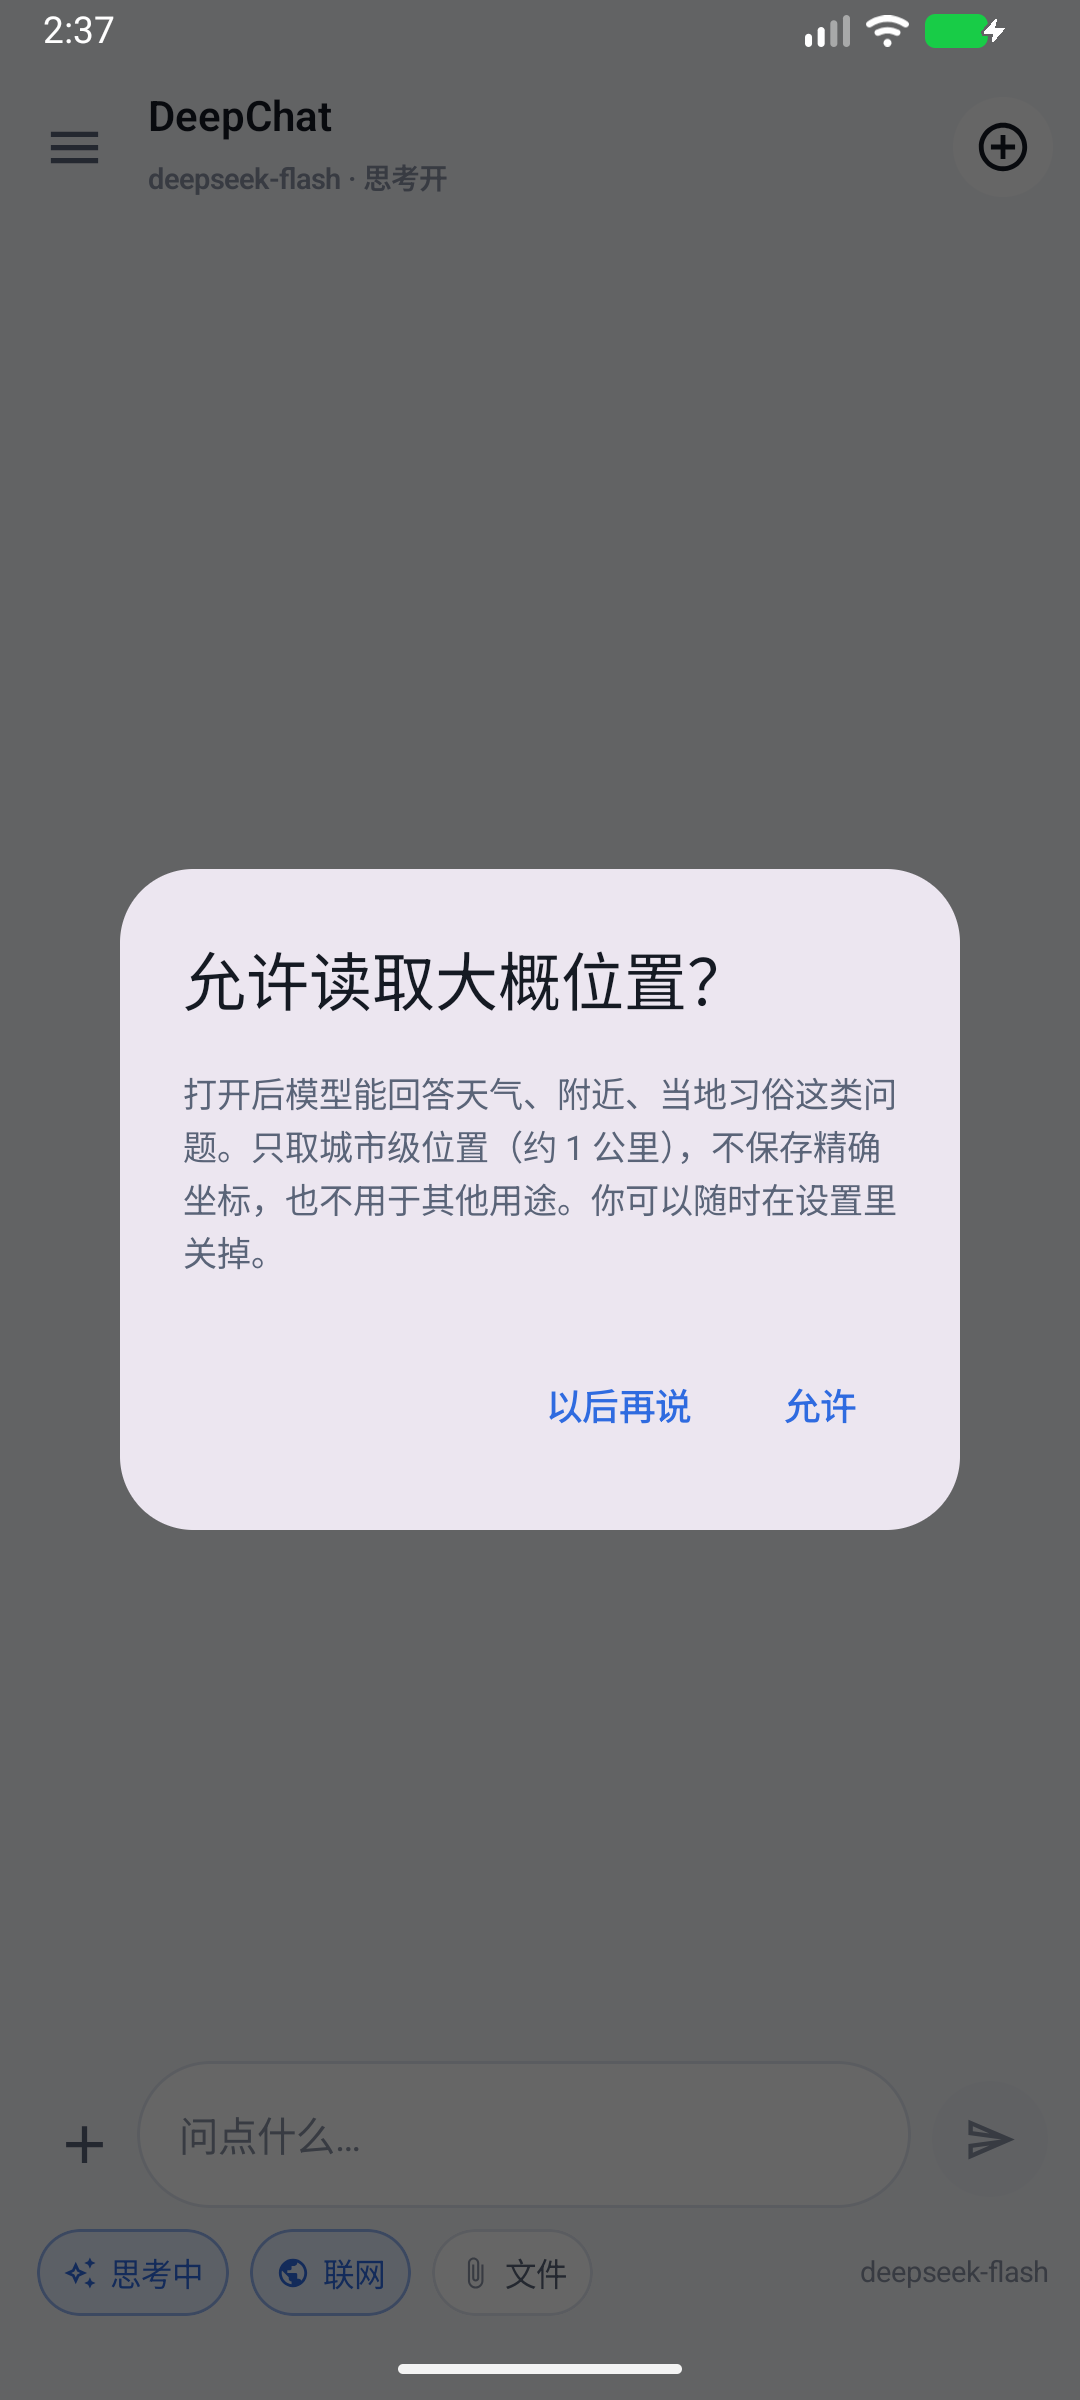 2:37
DeepChat
deepseek-flash · 思考开
允许读取大概位置？
打开后模型能回答天气、附近、当地习俗这类问
题。只取城市级位置（约 1 公里），不保存精确
坐标，也不用于其他用途。你可以随时在设置里
关掉。
以后再说 允许
问点什么...
思考中 联网 文件 deepseek-flash